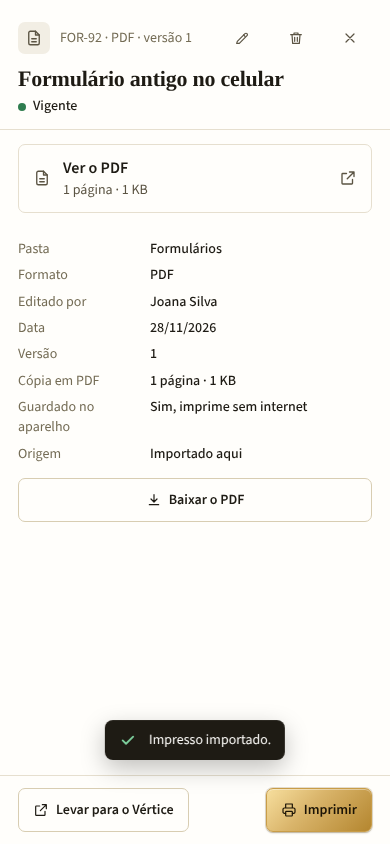 FOR-92 · PDF · versão 1
Formulário antigo no celular
Vigente
Ver o PDF
1 página · 1 KB
Pasta Formulários
Formato PDF
Editado por Joana Silva
Data 28/11/2026
Versão 1
Cópia em PDF 1 página · 1 KB
Guardado no aparelho Sim, imprime sem internet
Origem Importado aqui
Baixar o PDF
Impresso importado.
Levar para o Vértice
Imprimir